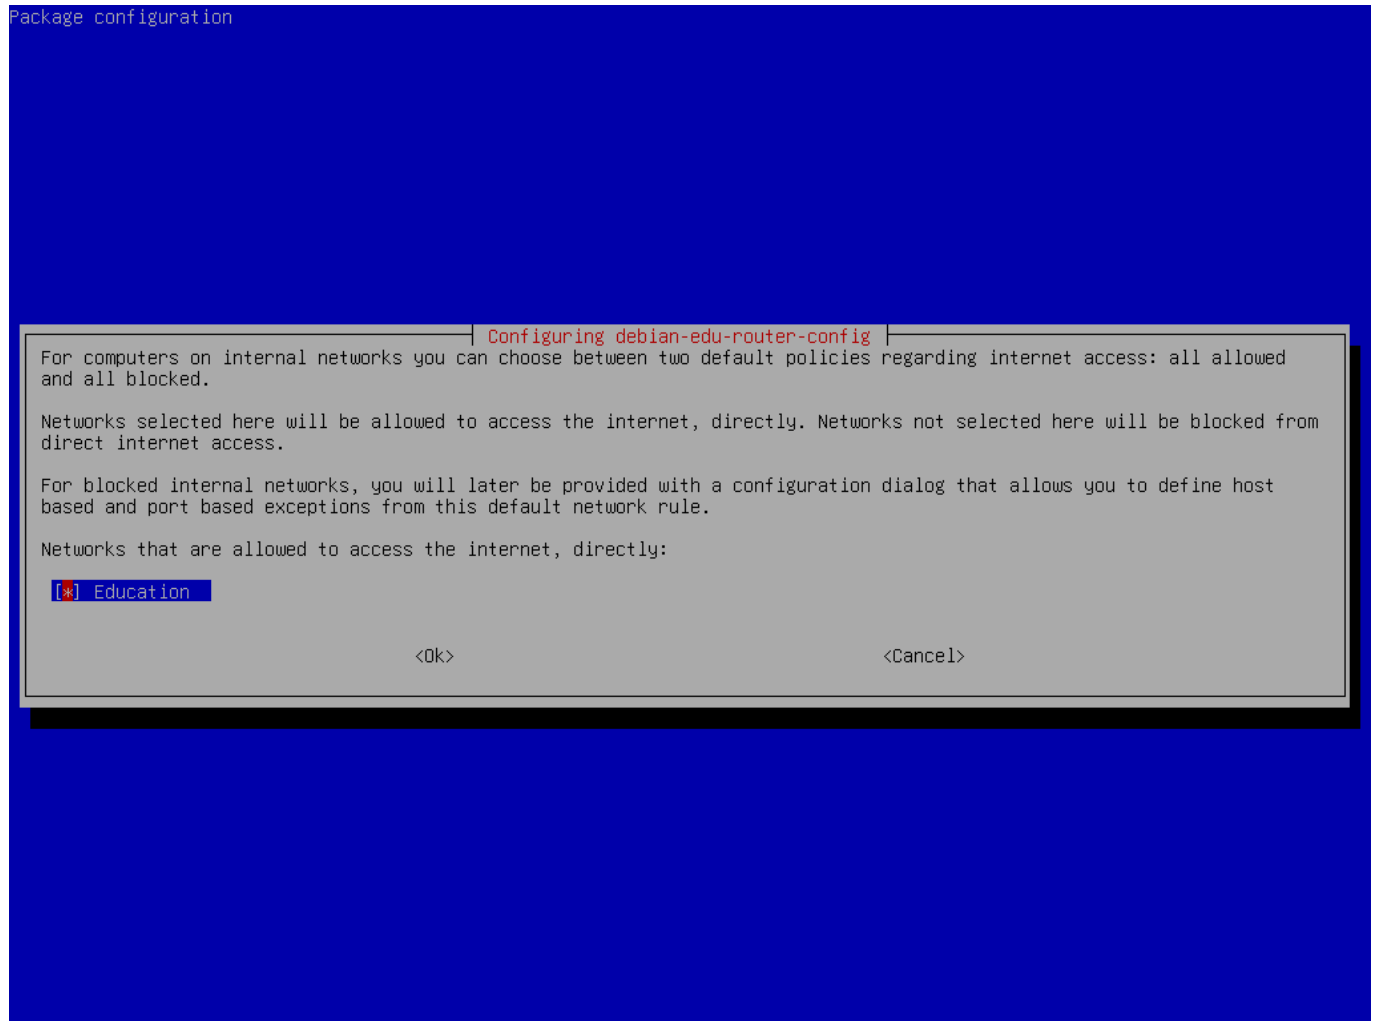 Package configuration
Configuring debian-edu-router-config
For computers on internal networks you can choose between two default policies regarding internet access: all allowed
and all blocked.
Networks selected here will be allowed to access the internet, directly. Networks not selected here will be blocked from
direct internet access.
For blocked internal networks, you will later be provided with a configuration dialog that allows you to define host
based and port based exceptions from this default network rule.
Networks that are allowed to access the internet, directly:
[*] Education
<Ok> <Cancel>